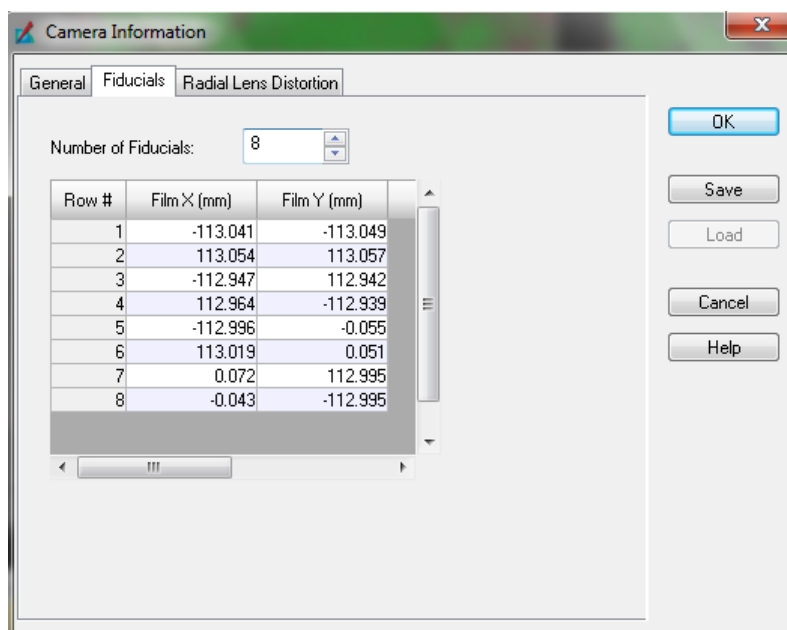 Camera Information
General Fiducials Radial Lens Distortion
Number of Fiducials: 8
Row # Film X (mm) Film Y (mm)
1 -113.041 -113.049
2 113.054 113.057
3 -112.947 112.942
4 112.964 -112.939
5 -112.996 -0.055
6 113.019 0.051
7 0.072 112.995
8 -0.043 -112.995
OK
Save
Load
Cancel
Help